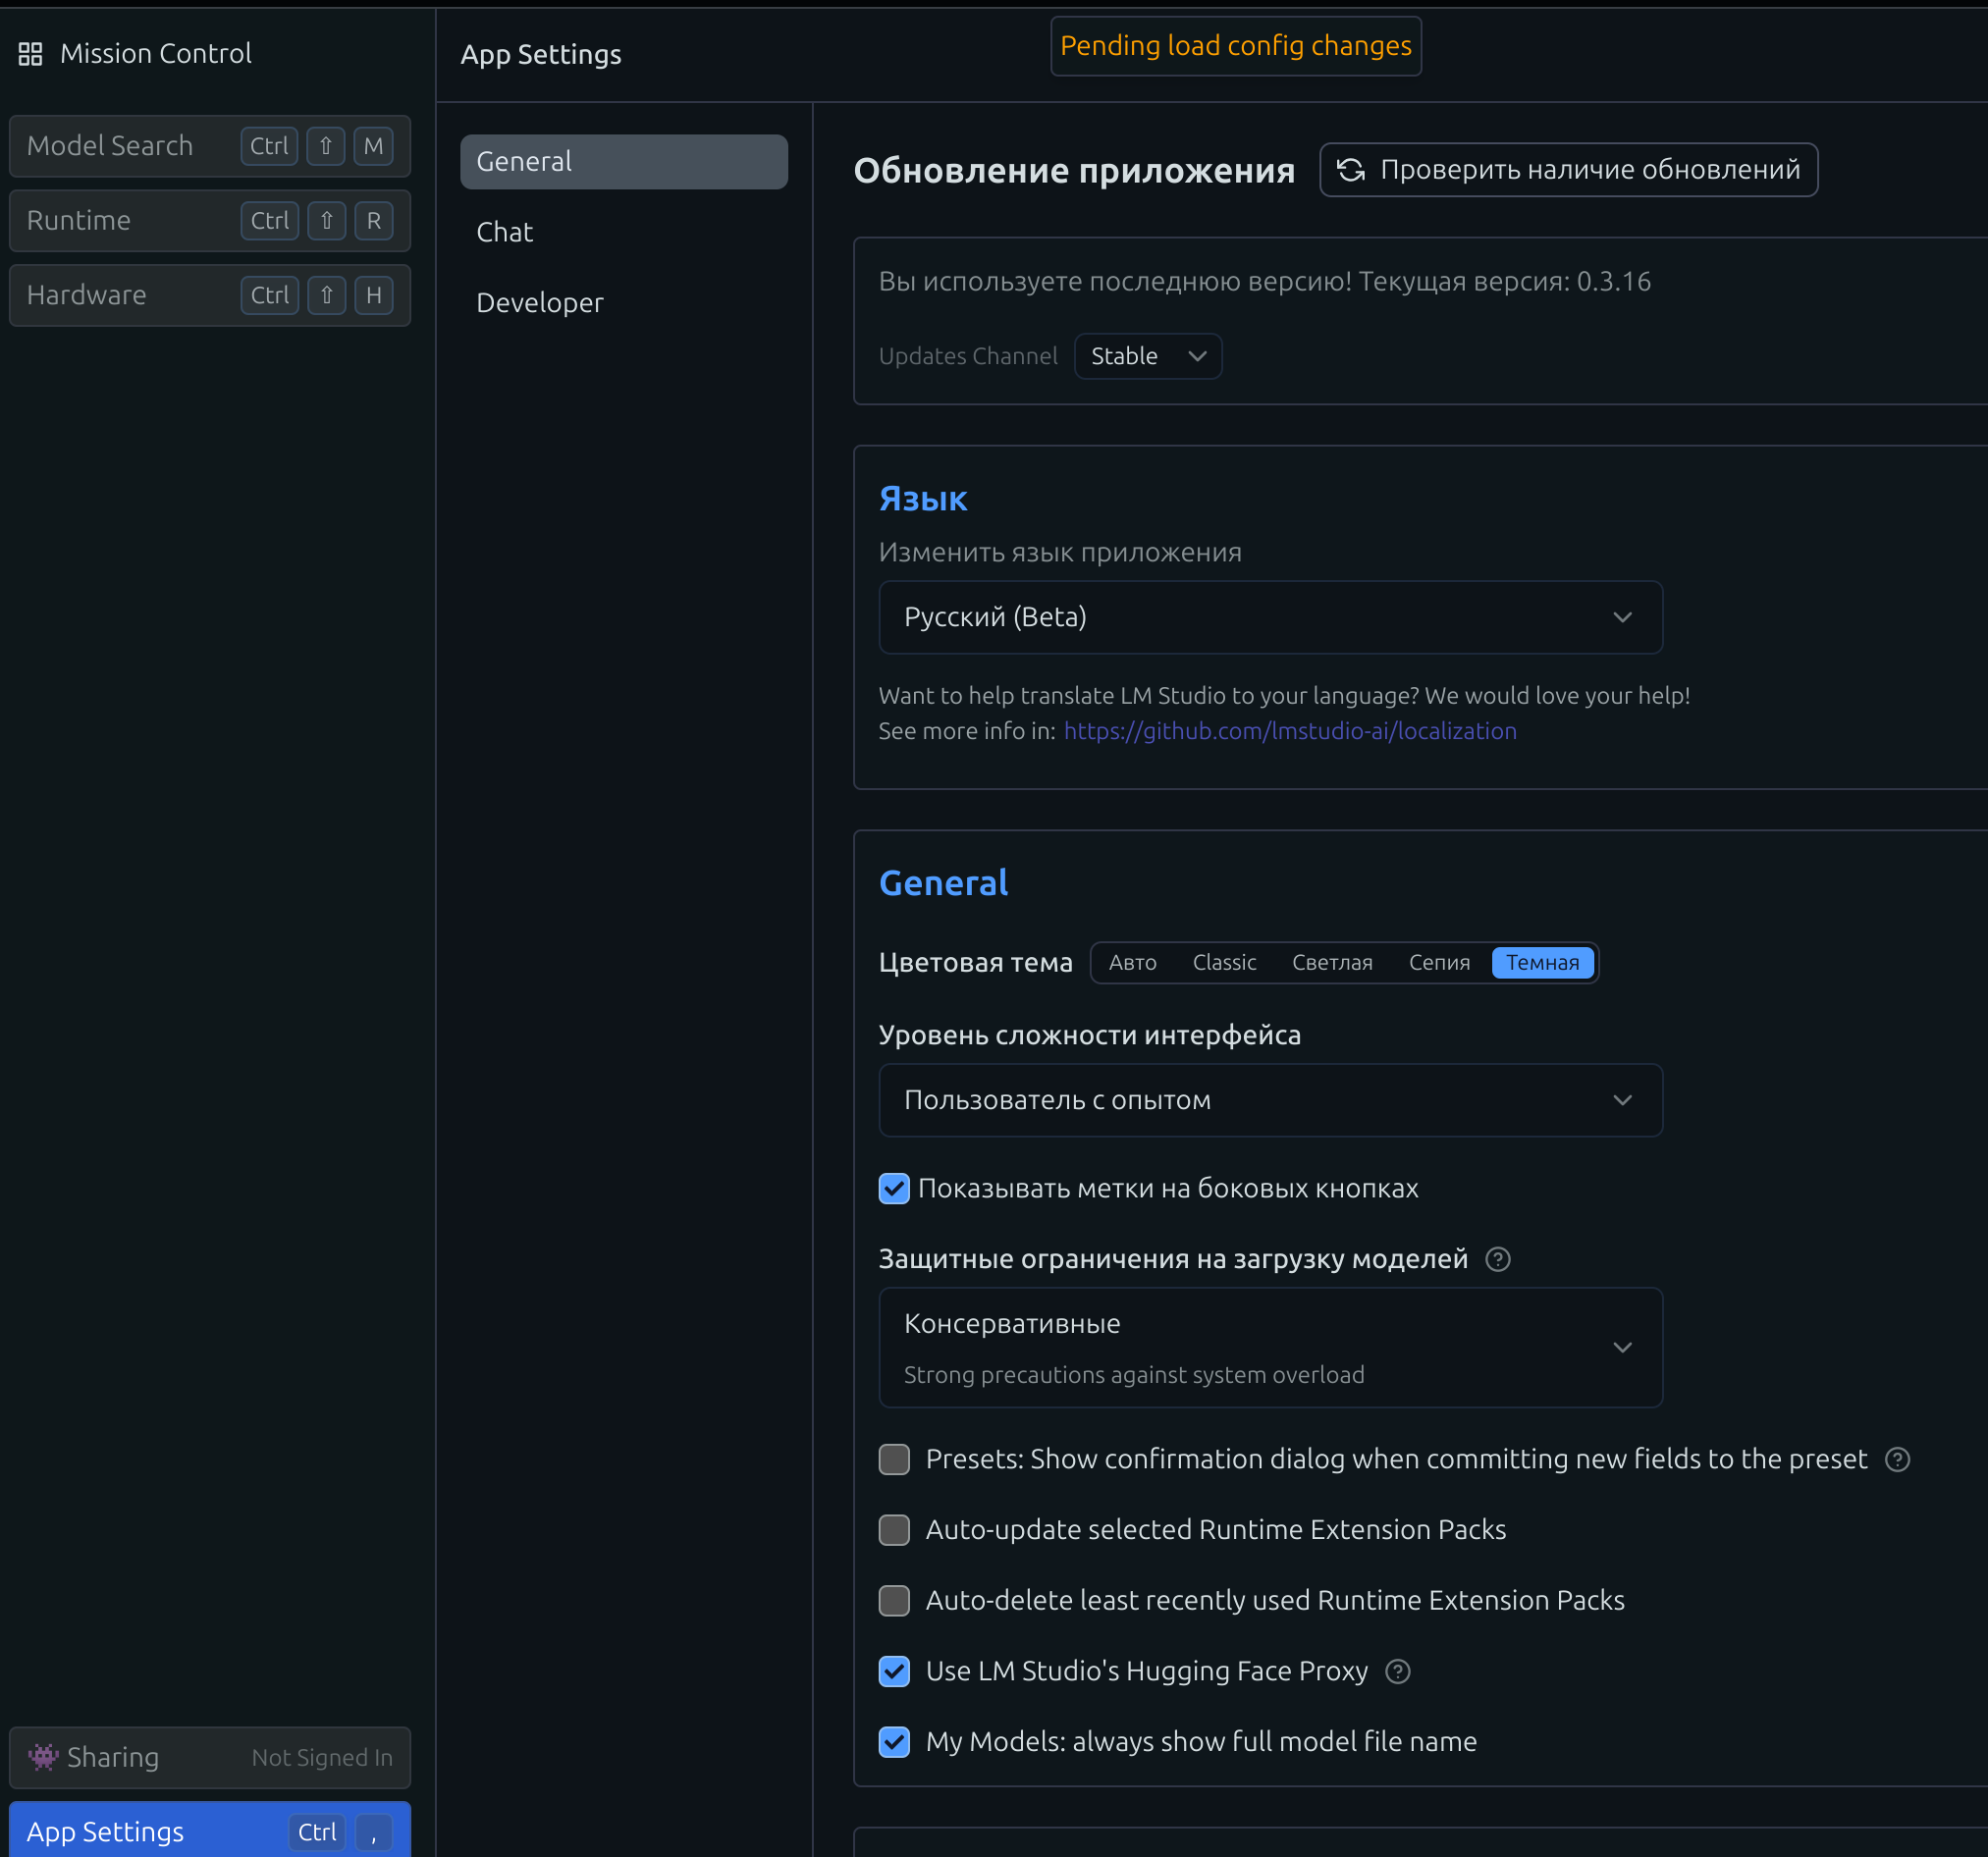 Mission Control
Model Search Ctrl ⇧ M
Runtime Ctrl ⇧ R
Hardware Ctrl ⇧ H
Sharing Not Signed In
App Settings Ctrl ,
App Settings
Pending load config changes
General
Chat
Developer
Обновление приложения Проверить наличие обновлений
Вы используете последнюю версию! Текущая версия: 0.3.16
Updates Channel Stable
Язык
Изменить язык приложения
Русский (Beta)
Want to help translate LM Studio to your language? We would love your help!
See more info in: https://github.com/lmstudio-ai/localization
General
Цветовая тема Авто Classic Светлая Сепия Темная
Уровень сложности интерфейса
Пользователь с опытом
Показывать метки на боковых кнопках
Защитные ограничения на загрузку моделей ?
Консервативные
Strong precautions against system overload
Presets: Show confirmation dialog when committing new fields to the preset ?
Auto-update selected Runtime Extension Packs
Auto-delete least recently used Runtime Extension Packs
Use LM Studio's Hugging Face Proxy ?
My Models: always show full model file name